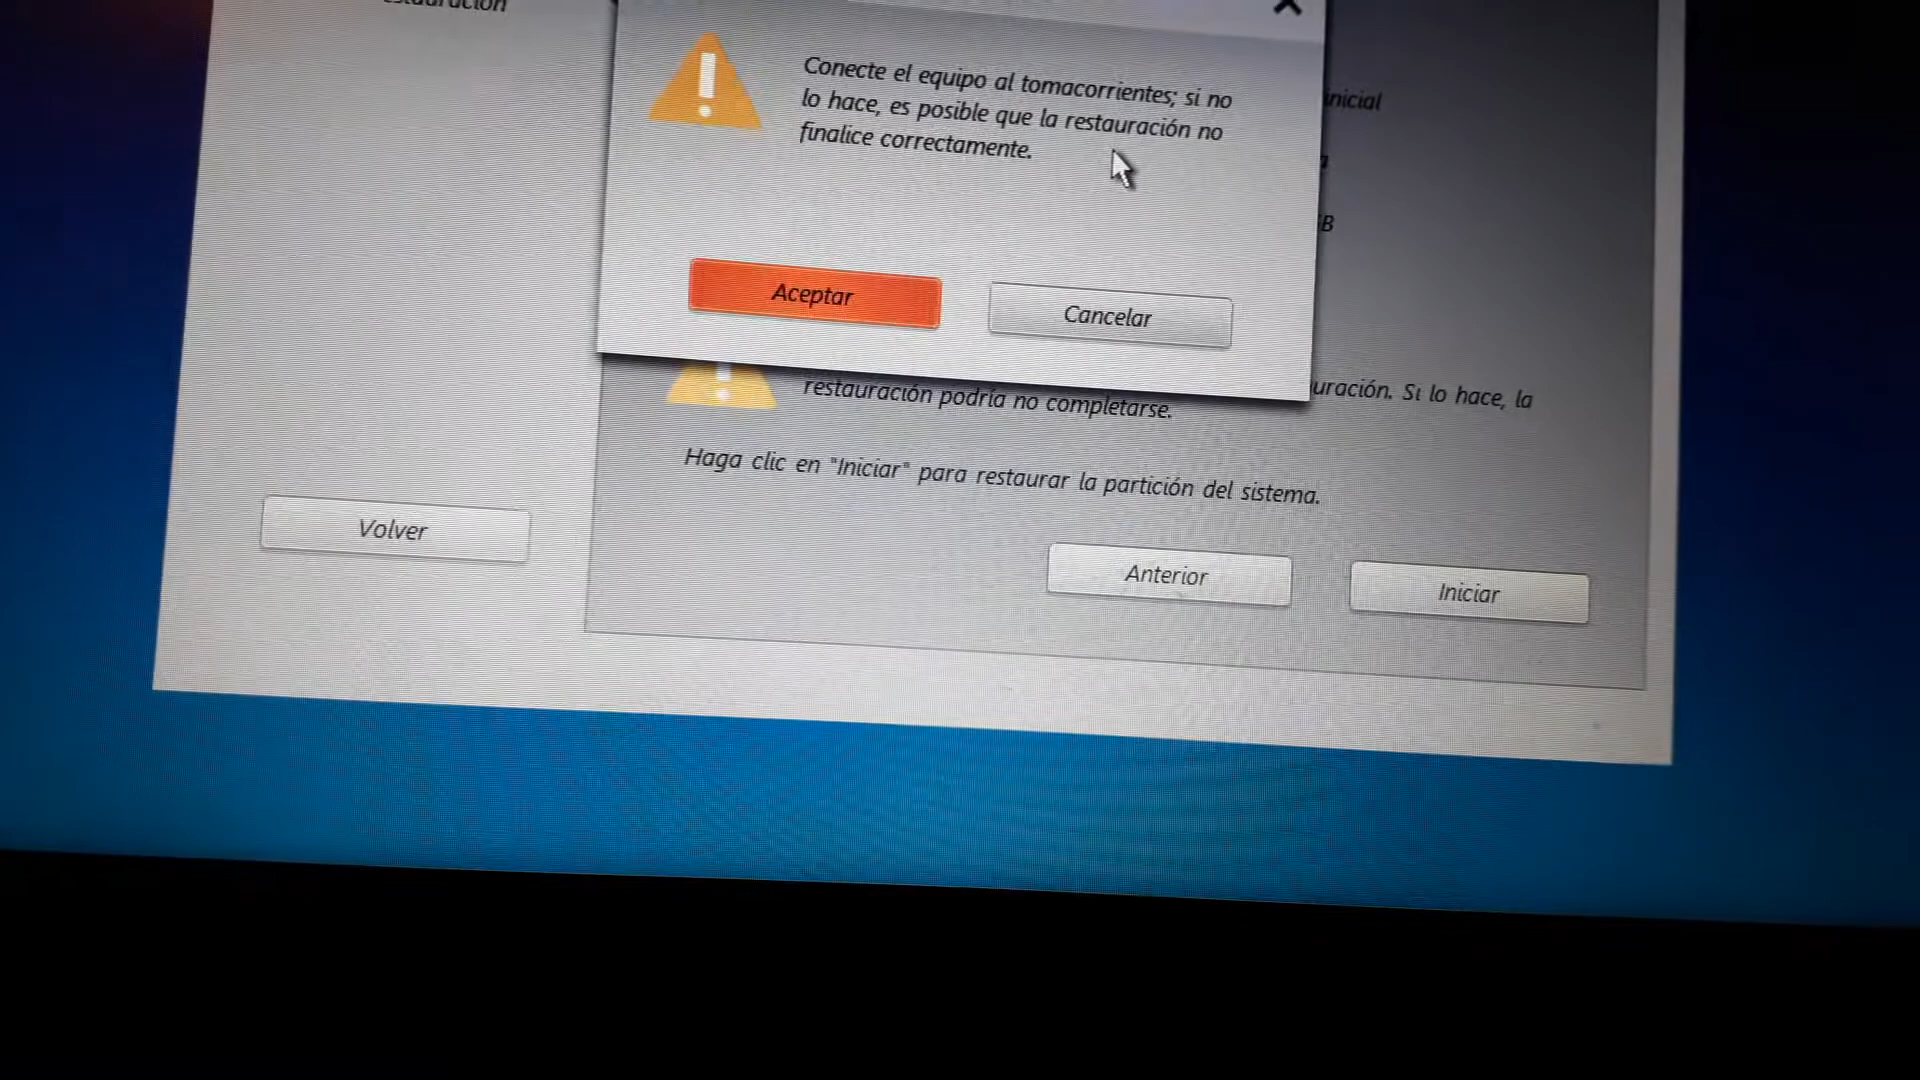 Conecte el equipo al tomacorrientes; si no
lo hace, es posible que la restauración no
finalice correctamente.
inicial
Aceptar
Cancelar
restauración podría no completarse.
Si lo hace, la
Haga clic en "Iniciar" para restaurar la partición del sistema.
Volver
Anterior
Iniciar